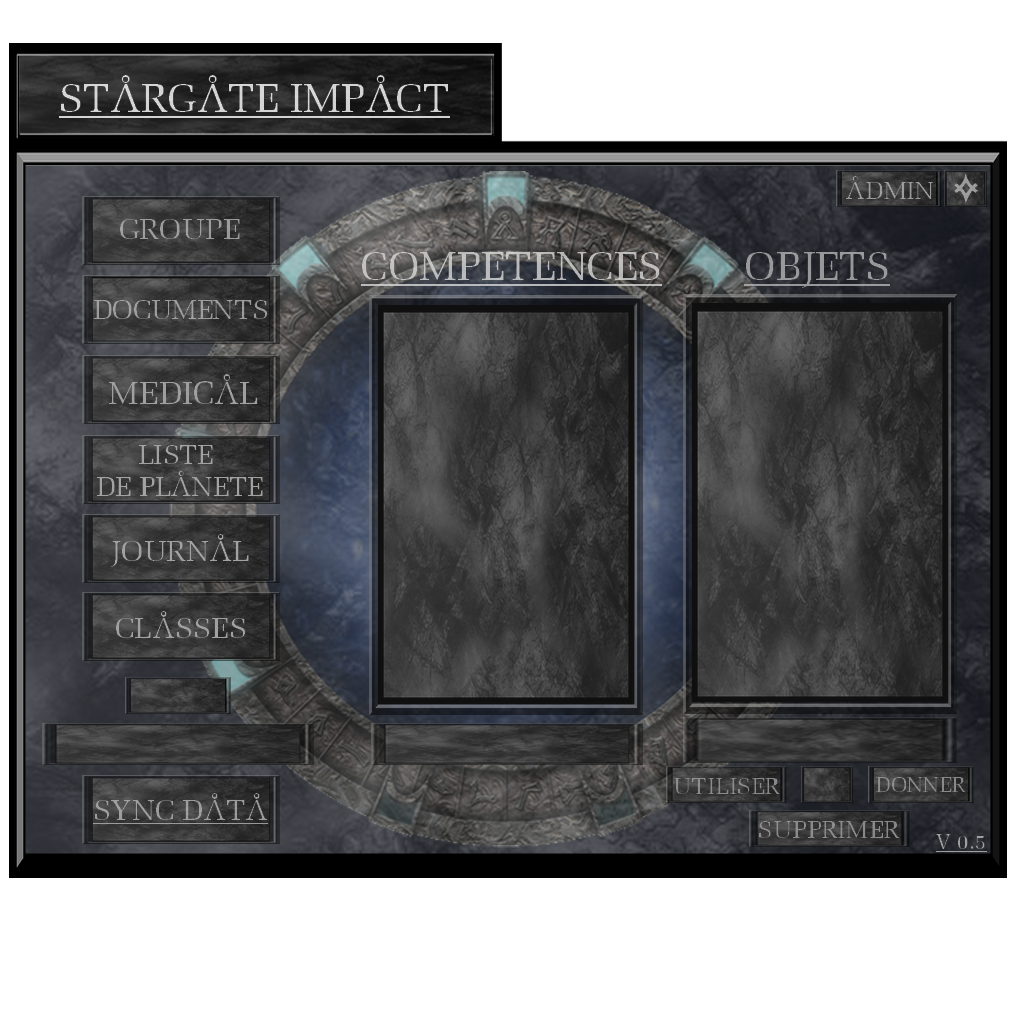 STÅRGÅTE IMPÅCT
ÅDMIN
GROUPE
COMPETENCES
OBJETS
DOCUMENTS
MEDICÅL
LISTE
DE PLÅNETE
JOURNÅL
CLÅSSES
SYNC DÅTÅ
UTILISER
DONNER
SUPPRIMER
V 0.5